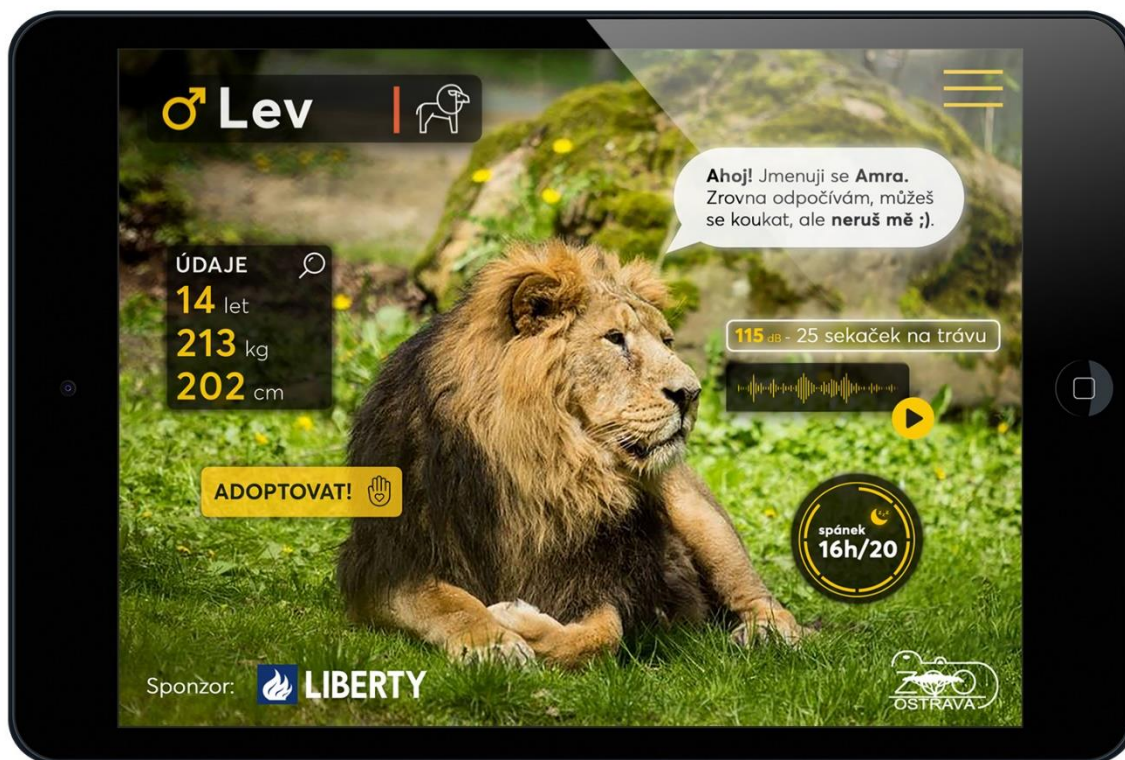 ♂ Lev
Ahoj! Jmenuji se Amra.
Zrovna odpočívám, můžeš
se koukat, ale neruš mě ;).
ÚDAJE
14 let
213 kg
202 cm
115 dB - 25 sekaček na trávu
ADOPTOVAT!
spánek
16h/20
Sponzor: LIBERTY
ZOO
OSTRAVA